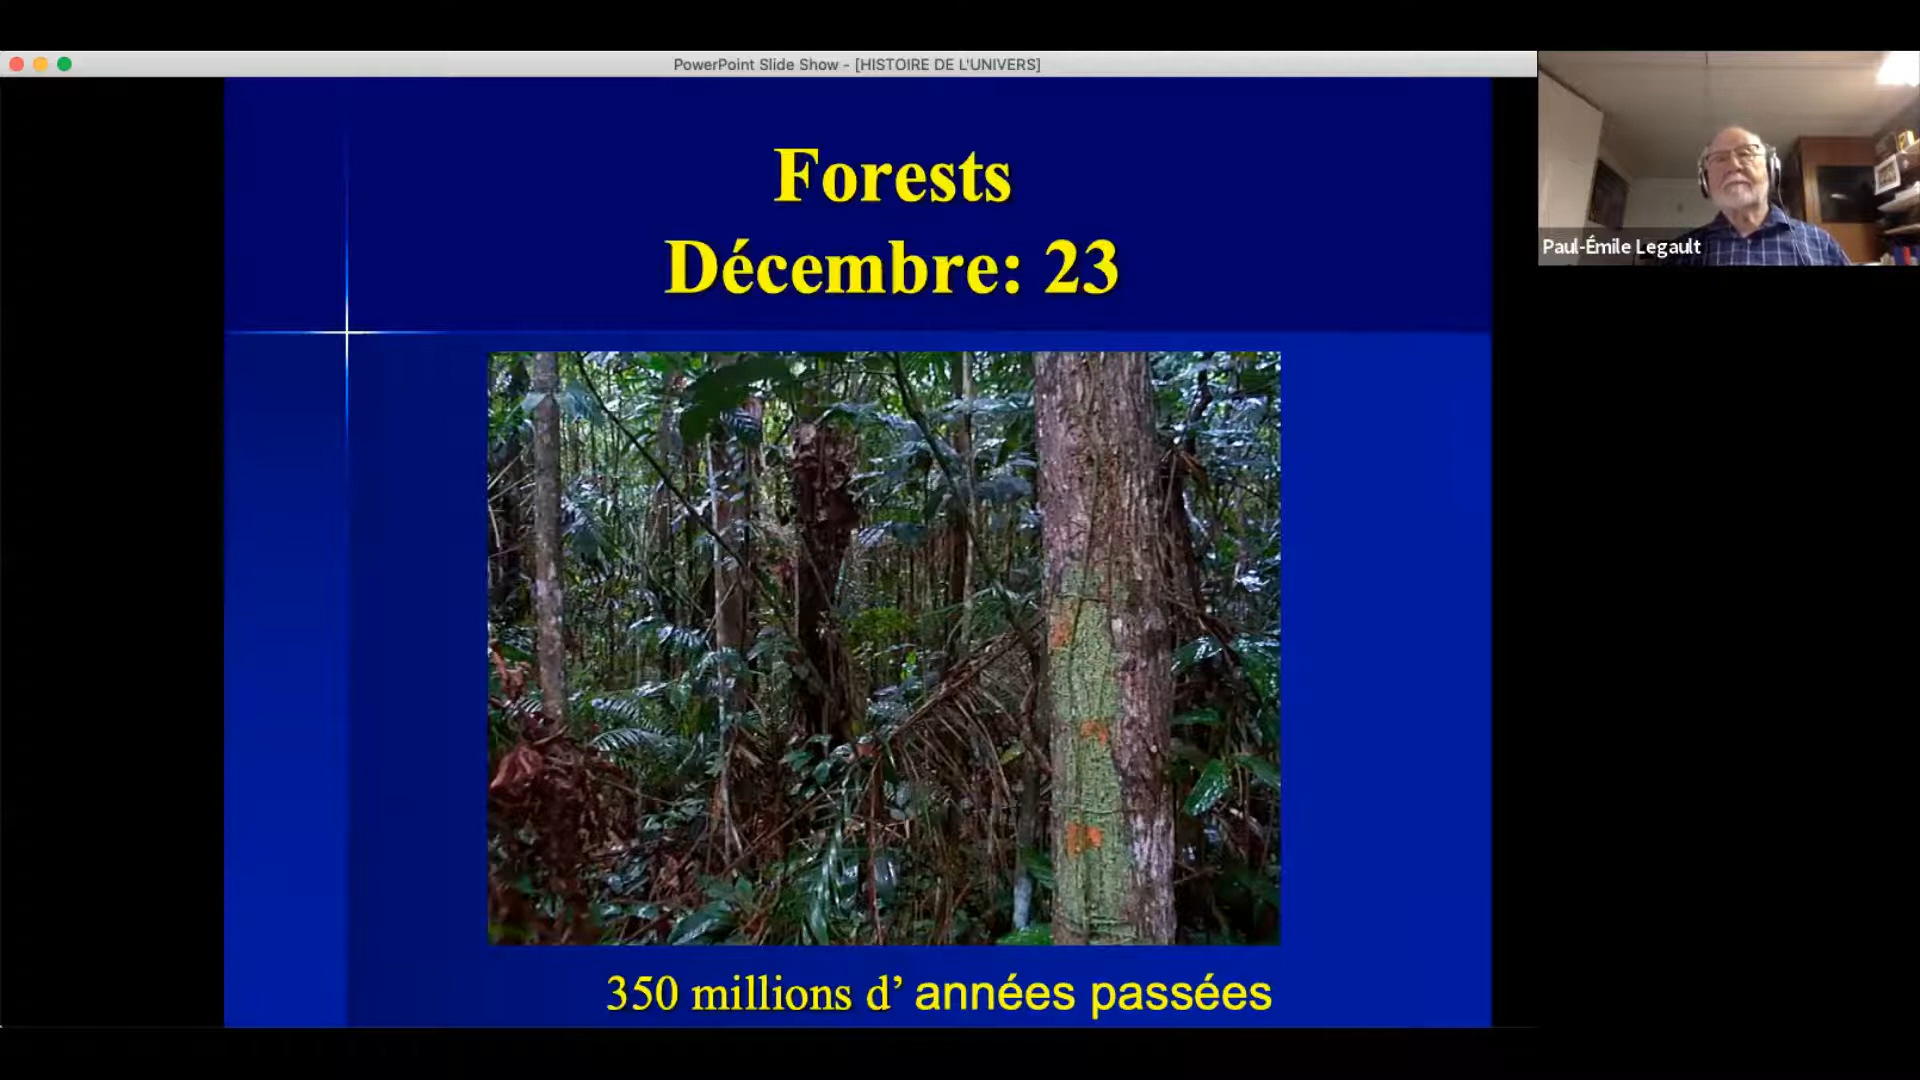 PowerPoint Slide Show - [HISTOIRE DE L'UNIVERS]
Forests
Décembre: 23
Paul-Émile Legault
350 millions d’ années passées